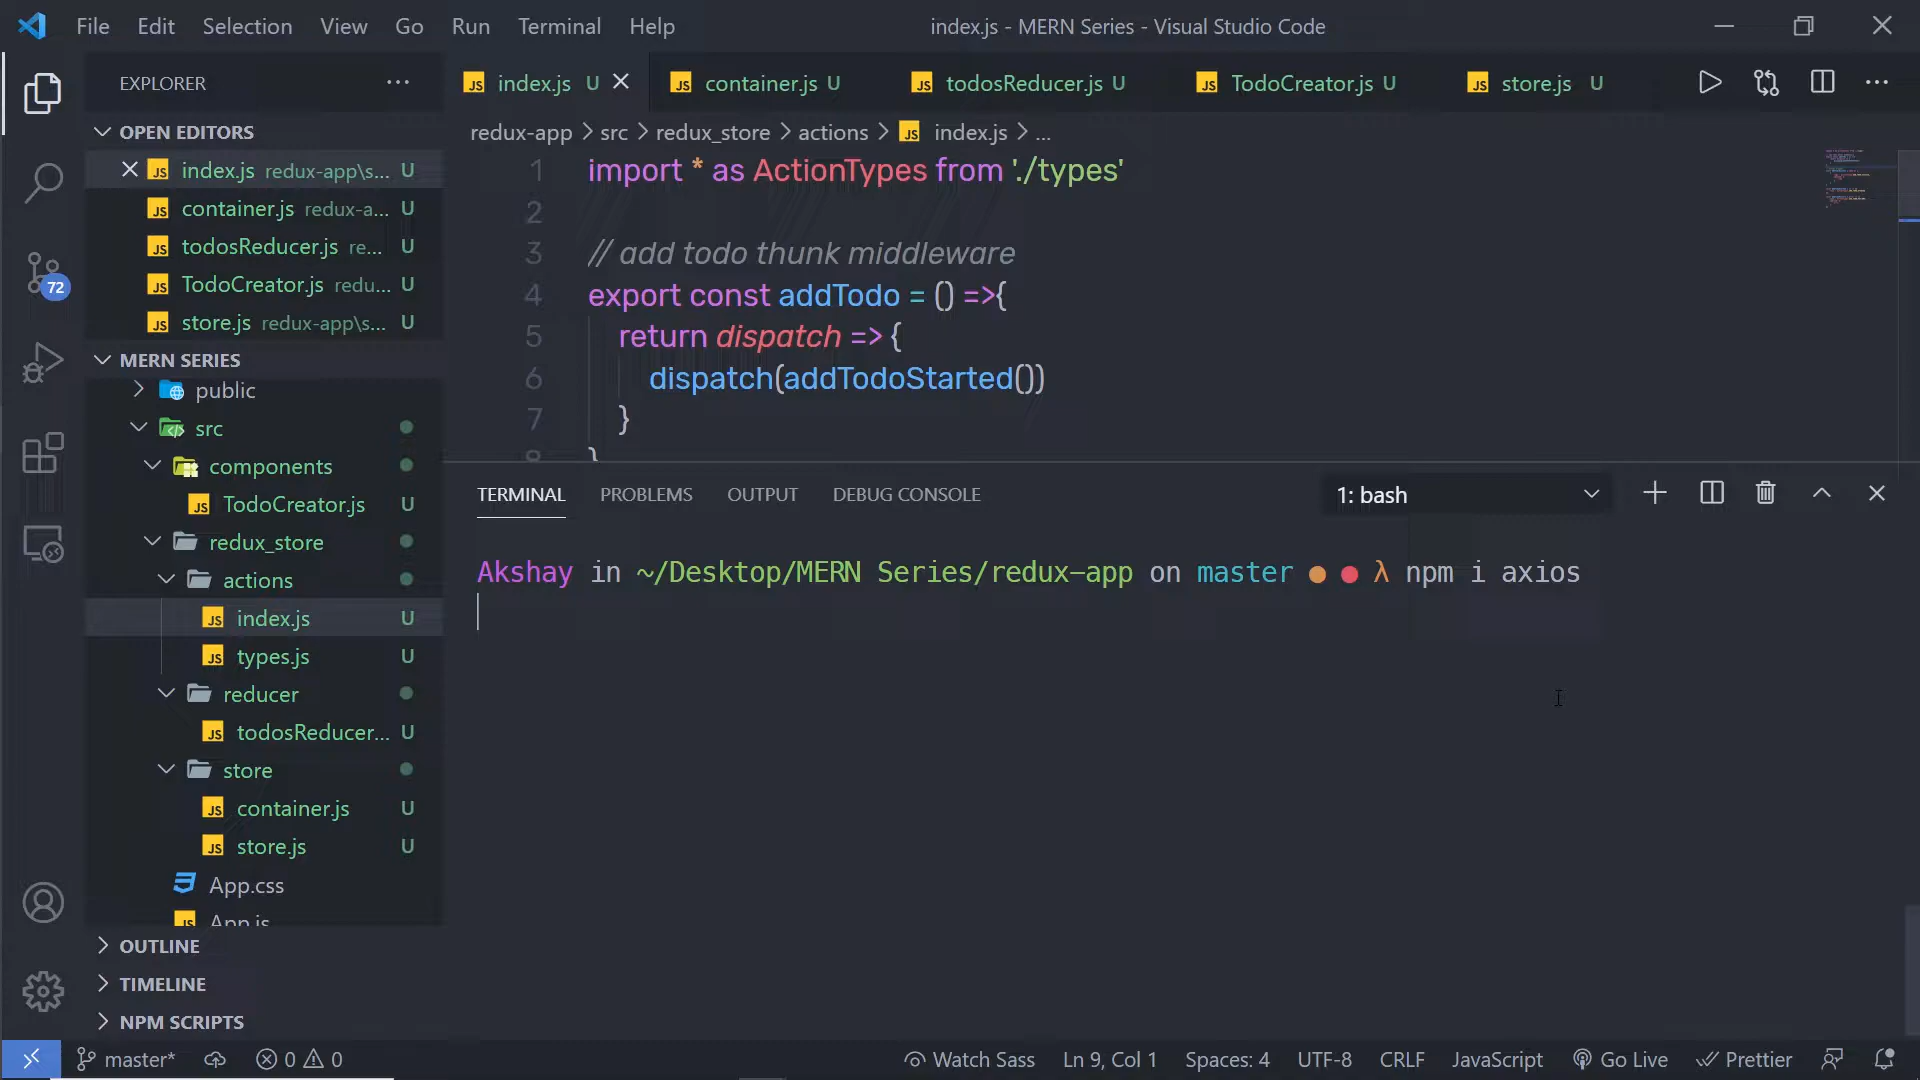 File Edit Selection View Go Run Terminal Help
index.js - MERN Series - Visual Studio Code
EXPLORER
OPEN EDITORS
index.js redux-app\s... U
container.js redux-a... U
todosReducer.js re... U
TodoCreator.js redu... U
store.js redux-app\s... U
MERN SERIES
public
src
components
TodoCreator.js U
redux_store
actions
index.js U
types.js U
reducer
todosReducer... U
store
container.js U
store.js U
App.css
App.js
OUTLINE
TIMELINE
NPM SCRIPTS
72
index.js U container.js U todosReducer.js U TodoCreator.js U store.js U
redux-app > src > redux_store > actions > index.js > ...
1 import * as ActionTypes from './types'
2
3 // add todo thunk middleware
4 export const addTodo = () =>{
5 return dispatch => {
6 dispatch(addTodoStarted())
7 }
8 }
TERMINAL PROBLEMS OUTPUT DEBUG CONSOLE
1: bash
Akshay in ~/Desktop/MERN Series/redux-app on master ● ● λ npm i axios
master* 0 0 Watch Sass Ln 9, Col 1 Spaces: 4 UTF-8 CRLF JavaScript Go Live Prettier